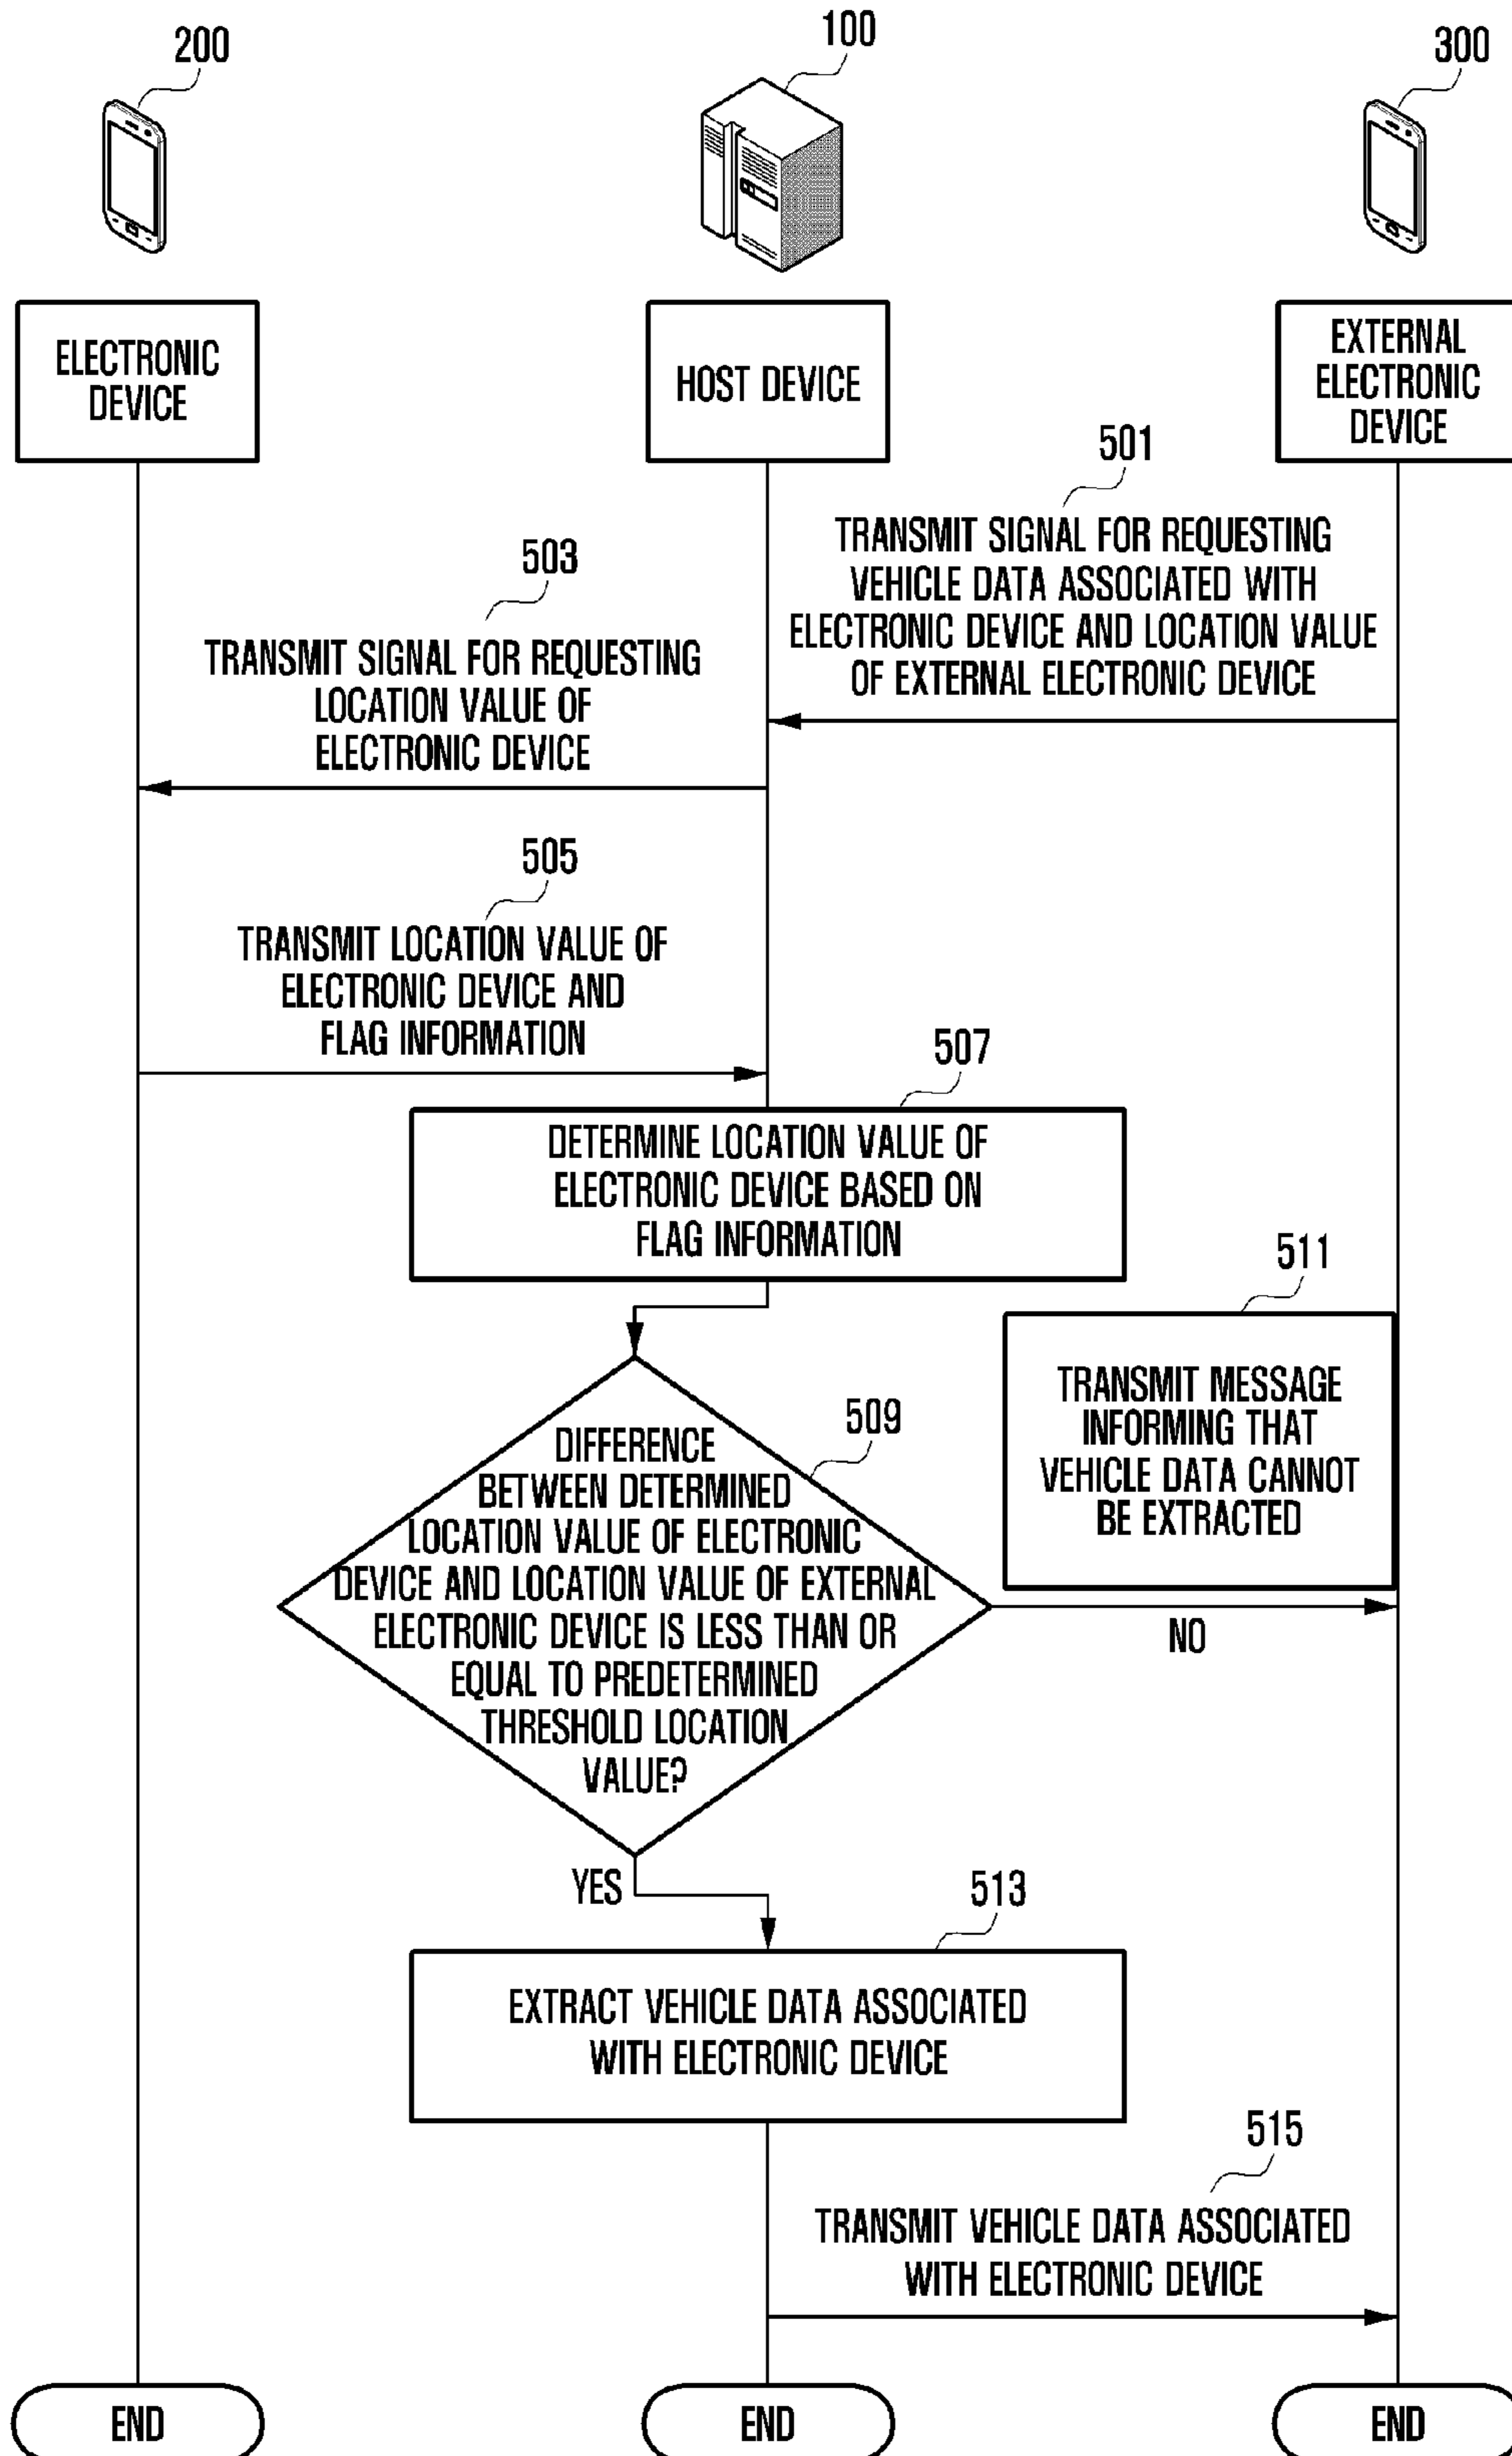 200
100
300
ELECTRONIC
DEVICE
HOST DEVICE
EXTERNAL
ELECTRONIC
DEVICE
501
TRANSMIT SIGNAL FOR REQUESTING
VEHICLE DATA ASSOCIATED WITH
ELECTRONIC DEVICE AND LOCATION VALUE
OF EXTERNAL ELECTRONIC DEVICE
503
TRANSMIT SIGNAL FOR REQUESTING
LOCATION VALUE OF
ELECTRONIC DEVICE
505
TRANSMIT LOCATION VALUE OF
ELECTRONIC DEVICE AND
FLAG INFORMATION
507
DETERMINE LOCATION VALUE OF
ELECTRONIC DEVICE BASED ON
FLAG INFORMATION
511
TRANSMIT MESSAGE
INFORMING THAT
VEHICLE DATA CANNOT
BE EXTRACTED
509
DIFFERENCE
BETWEEN DETERMINED
LOCATION VALUE OF ELECTRONIC
DEVICE AND LOCATION VALUE OF EXTERNAL
ELECTRONIC DEVICE IS LESS THAN OR
EQUAL TO PREDETERMINED
THRESHOLD LOCATION
VALUE?
NO
YES
513
EXTRACT VEHICLE DATA ASSOCIATED
WITH ELECTRONIC DEVICE
515
TRANSMIT VEHICLE DATA ASSOCIATED
WITH ELECTRONIC DEVICE
END
END
END